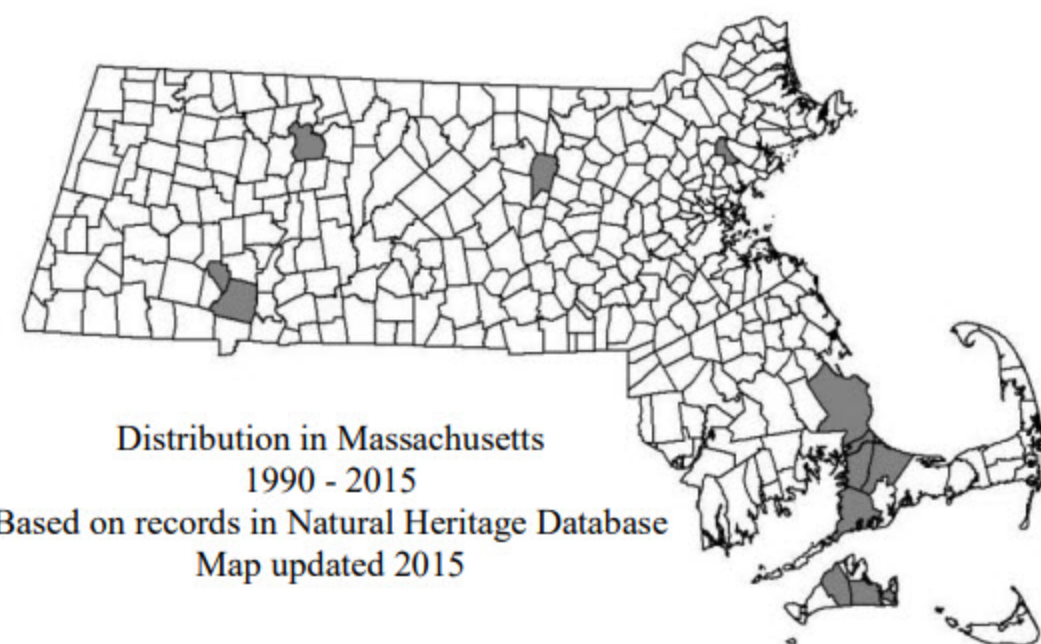 Distribution in Massachusetts
1990 - 2015
Based on records in Natural Heritage Database
Map updated 2015